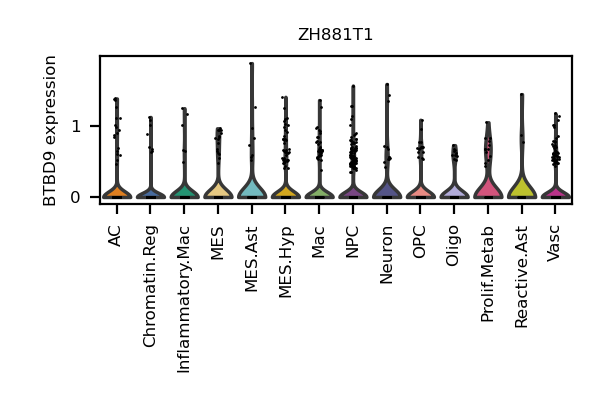 ZH881T1
BTBD9 expression
1
0
AC
Chromatin.Reg
Inflammatory.Mac
MES
MES.Ast
MES.Hyp
Mac
NPC
Neuron
OPC
Oligo
Prolif.Metab
Reactive.Ast
Vasc